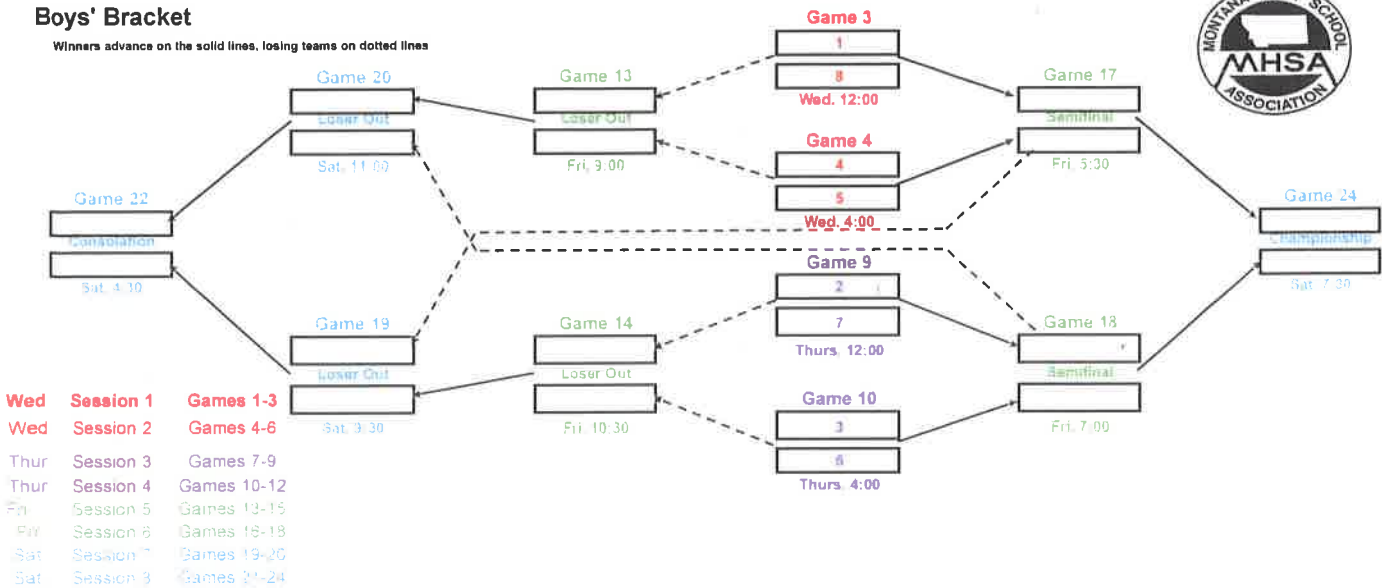 Boys' Bracket
Winners advance on the solid lines, losing teams on dotted lines
MONTANA SCHOOL
MHSA
ASSOCIATION
Game 3
1
8
Wed. 12:00
Game 20
Loser Out
Sat. 11:00
Game 13
Loser Out
Fri. 9:00
Game 17
Semifinal
Fri. 5:30
Game 4
4
5
Wed. 4:00
Game 22
Consolation
Sat. 4:30
Game 24
Championship
Sat. 7:30
Game 9
2
7
Thurs. 12:00
Game 19
Loser Out
Sat. 9:30
Game 14
Loser Out
Fri. 10:30
Game 18
Semifinal
Fri. 7:00
Game 10
3
6
Thurs. 4:00
Wed Session 1 Games 1-3
Wed Session 2 Games 4-6
Thur Session 3 Games 7-9
Thur Session 4 Games 10-12
Fri Session 5 Games 13-15
Fri Session 6 Games 16-18
Sat Session 7 Games 19-20
Sat Session 8 Games -24